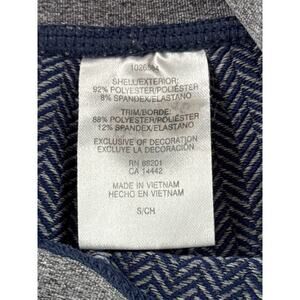 102654
SHELL/EXTERIOR:
92% POLYESTER/POLIÉSTER
8% SPANDEX/ELASTANO
TRIM/BORDE:
88% POLYESTER/POLIÉSTER
12% SPANDEX/ELASTANO
EXCLUSIVE OF DECORATION
EXCLUYE LA DECORACIÓN
RN 88201
CA 14442
MADE IN VIETNAM
HECHO EN VIETNAM
S/CH